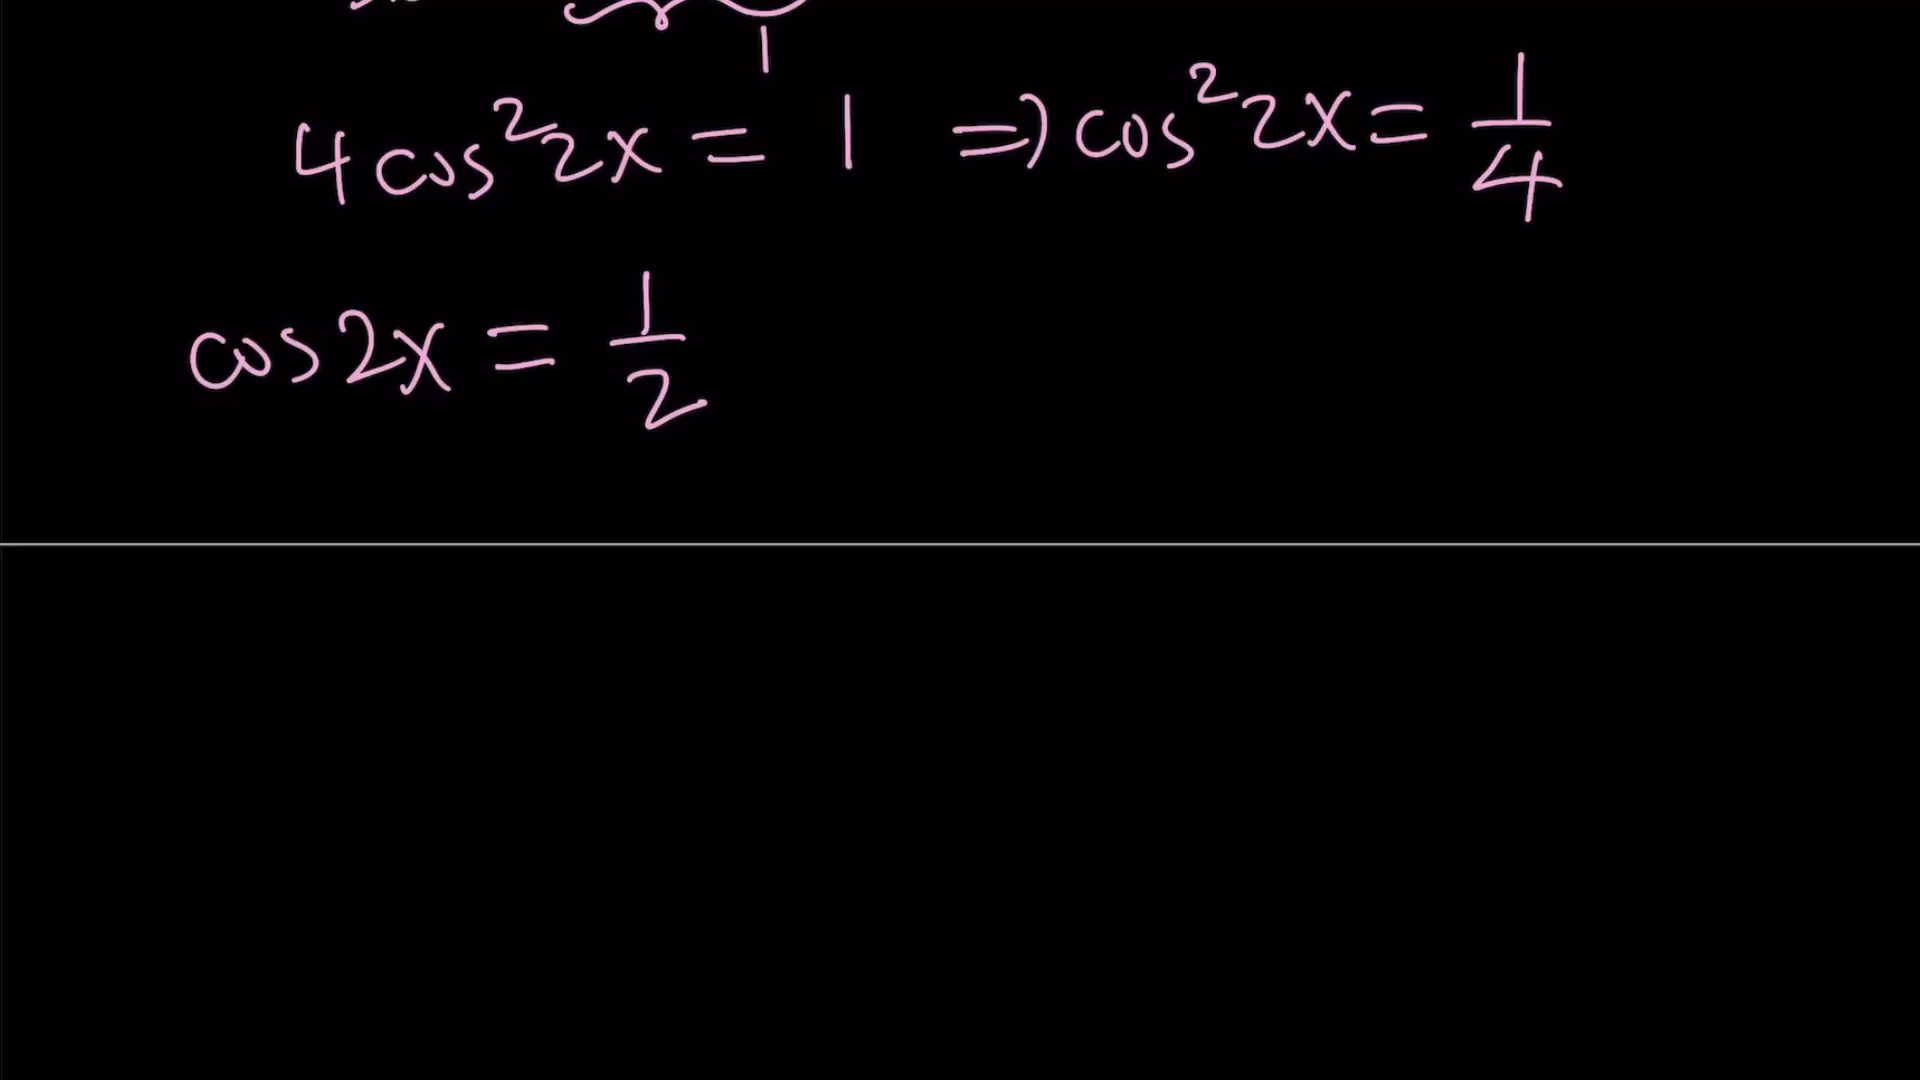 1
4cos²2x = 1 ⇒ cos²2x = 1/4
cos2x = 1/2